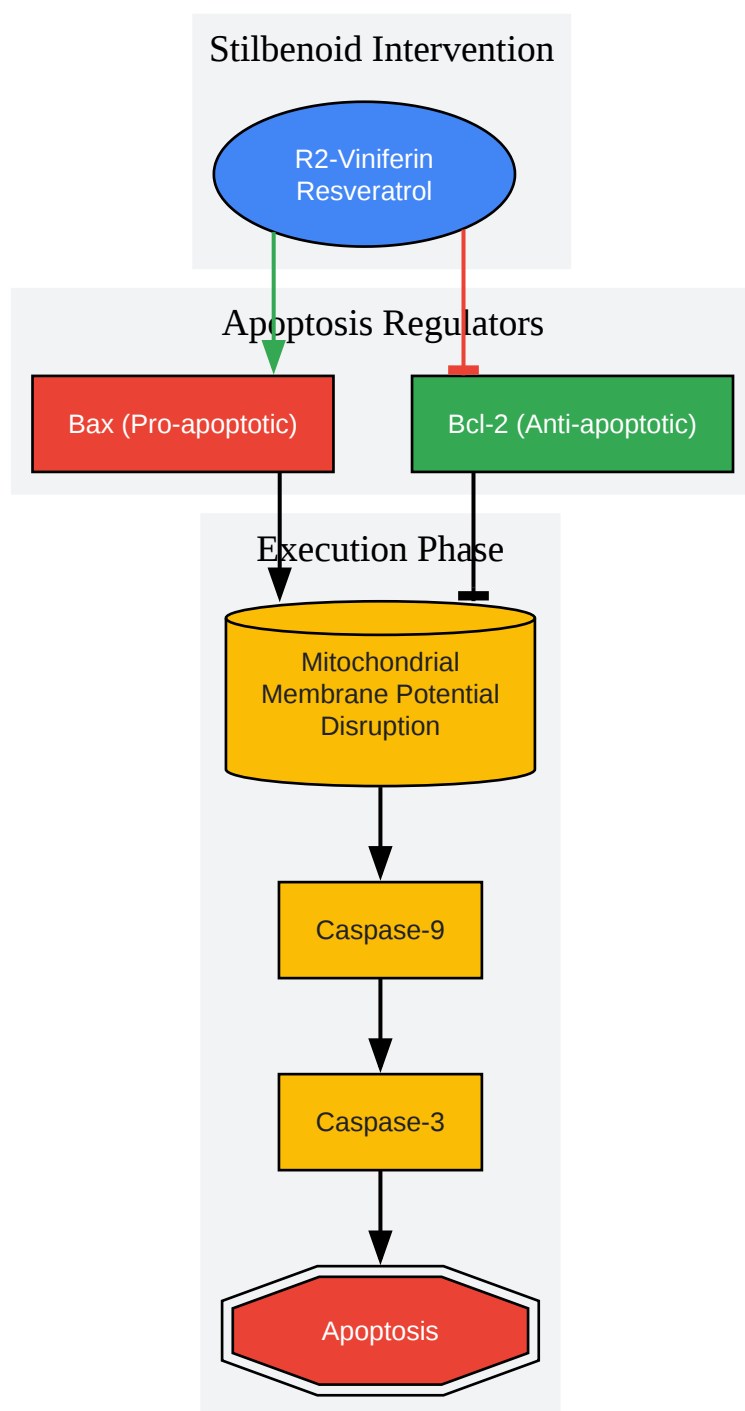 Stilbenoid Intervention
R2-Viniferin
Resveratrol
Apoptosis Regulators
Bax (Pro-apoptotic)
Bcl-2 (Anti-apoptotic)
Execution Phase
Mitochondrial
Membrane Potential
Disruption
Caspase-9
Caspase-3
Apoptosis